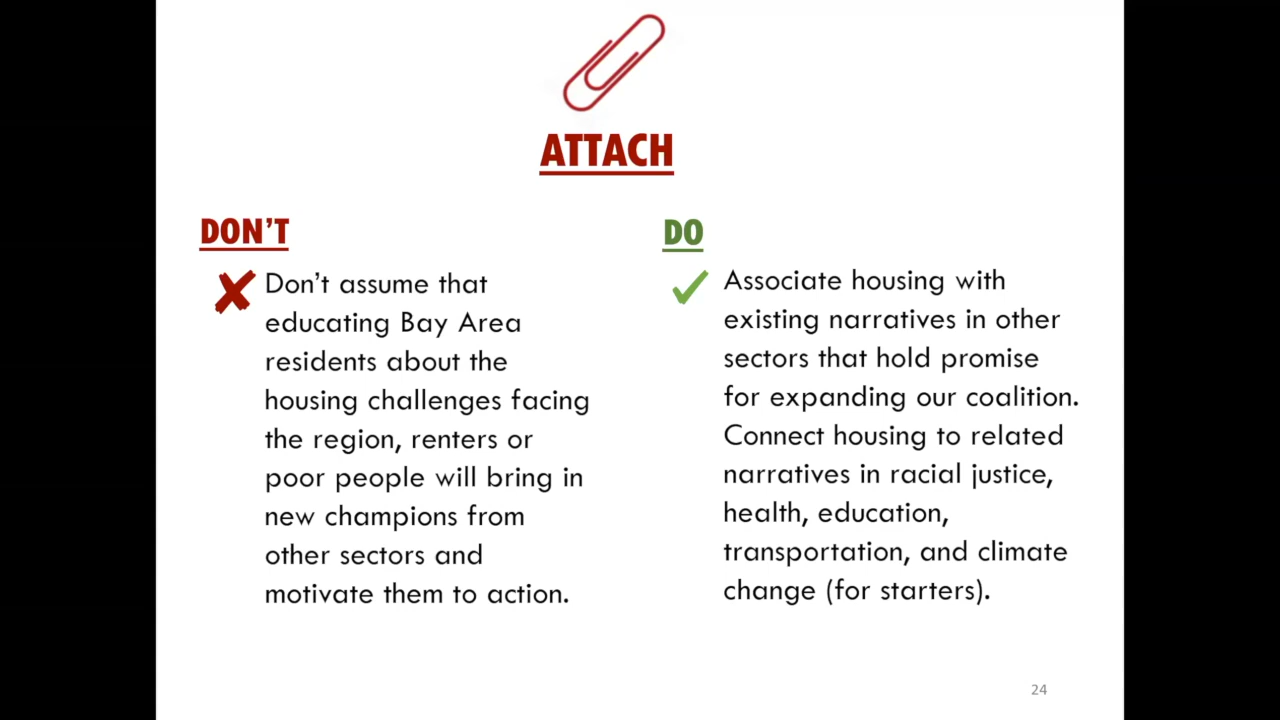 ATTACH
DON'T
Don't assume that
educating Bay Area
residents about the
housing challenges facing
the region, renters or
poor people will bring in
new champions from
other sectors and
motivate them to action.
DO
Associate housing with
existing narratives in other
sectors that hold promise
for expanding our coalition.
Connect housing to related
narratives in racial justice,
health, education,
transportation, and climate
change (for starters).
24